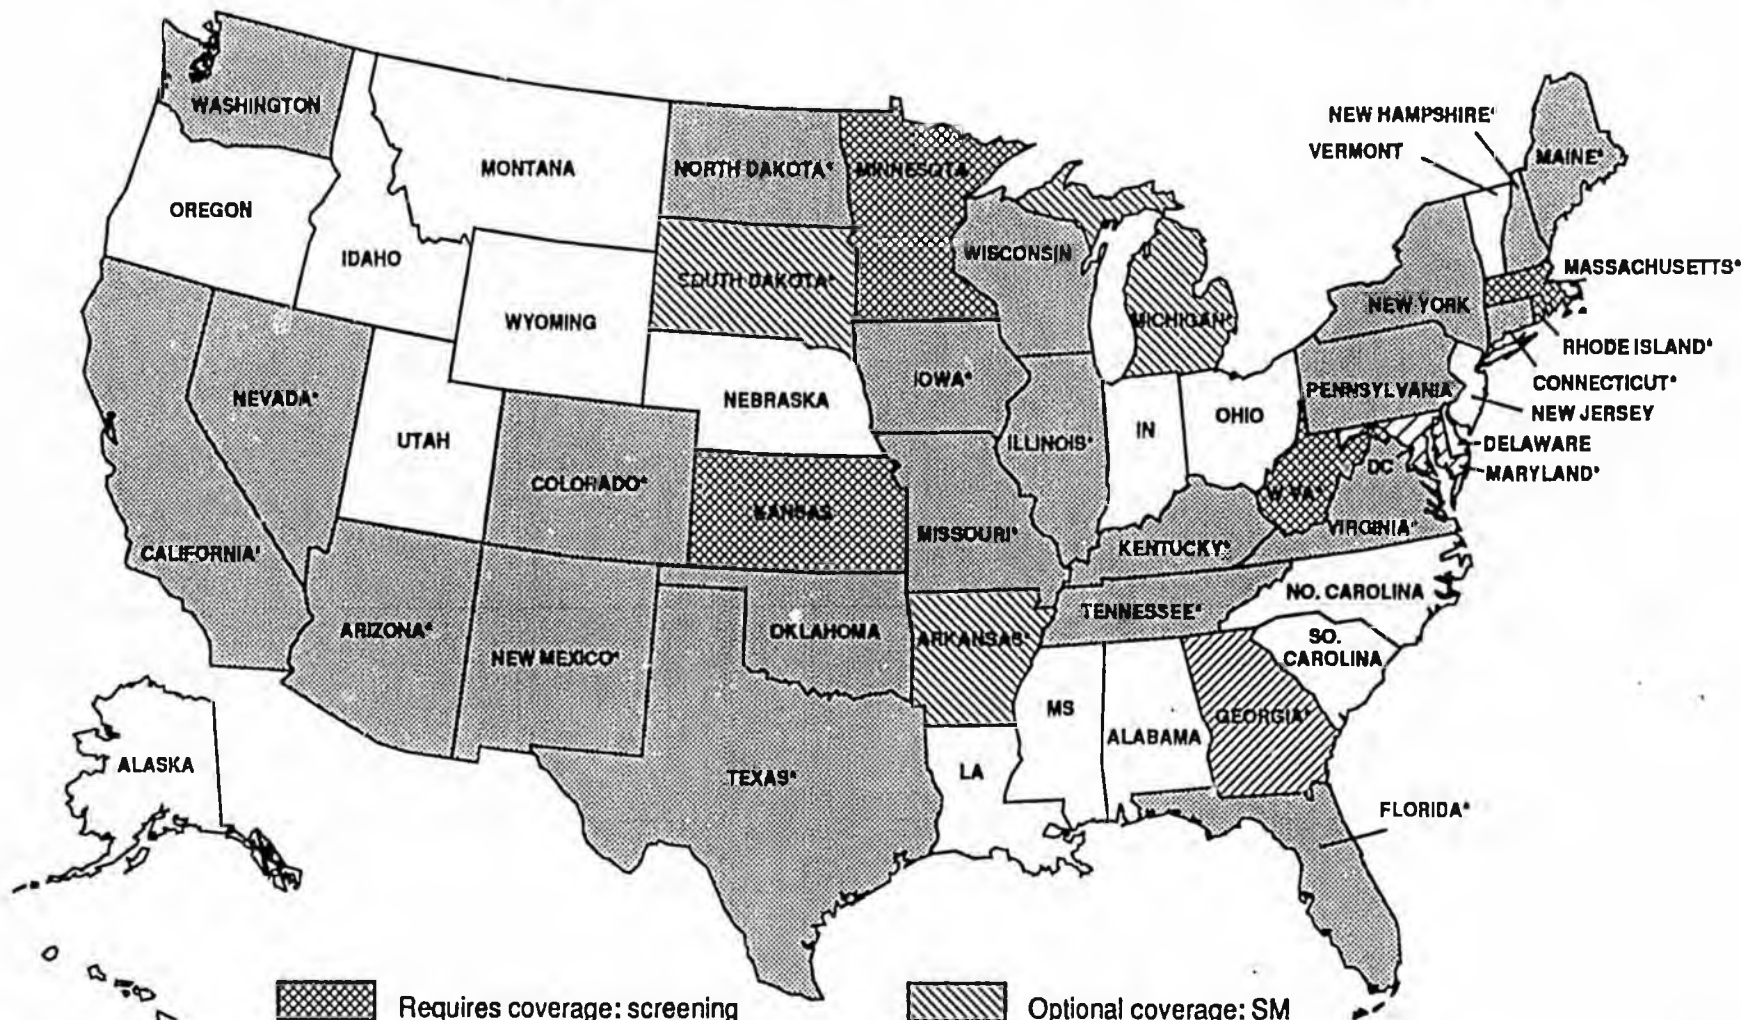 NEW HAMPSHIRE*
VERMONT
WASHINGTON
MAINE*
MONTANA
NORTH DAKOTA*
MINNESOTA
OREGON
IDAHO
WISCONSIN
MASSACHUSETTS*
SOUTH DAKOTA*
NEW YORK
WYOMING
MICHIGAN*
RHODE ISLAND*
IOWA*
CONNECTICUT*
NEVADA*
NEBRASKA
PENNSYLVANIA
NEW JERSEY
OHIO
IN
UTAH
ILLINOIS*
DELAWARE
DC
MARYLAND*
COLORADO*
W VA*
KANSAS
MISSOURI*
VIRGINIA*
CALIFORNIA*
KENTUCKY*
NO. CAROLINA
TENNESSEE*
ARIZONA*
OKLAHOMA
ARKANSAS*
SO.
CAROLINA
NEW MEXICO*
MS
GEORGIA*
ALABAMA
ALASKA
LA
TEXAS*
FLORIDA*
Requires coverage: screening
Optional coverage: SM